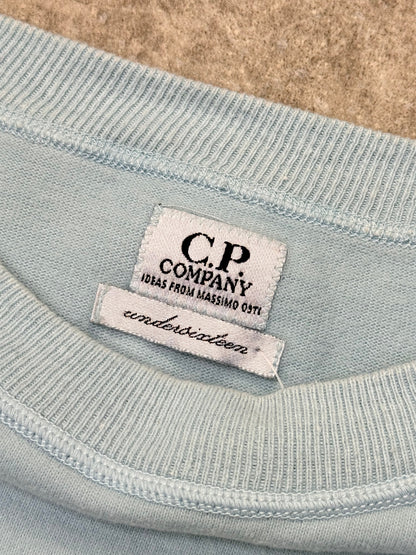 C.P.
COMPANY
IDEAS FROM MASSIMO OSTI
undersixteen